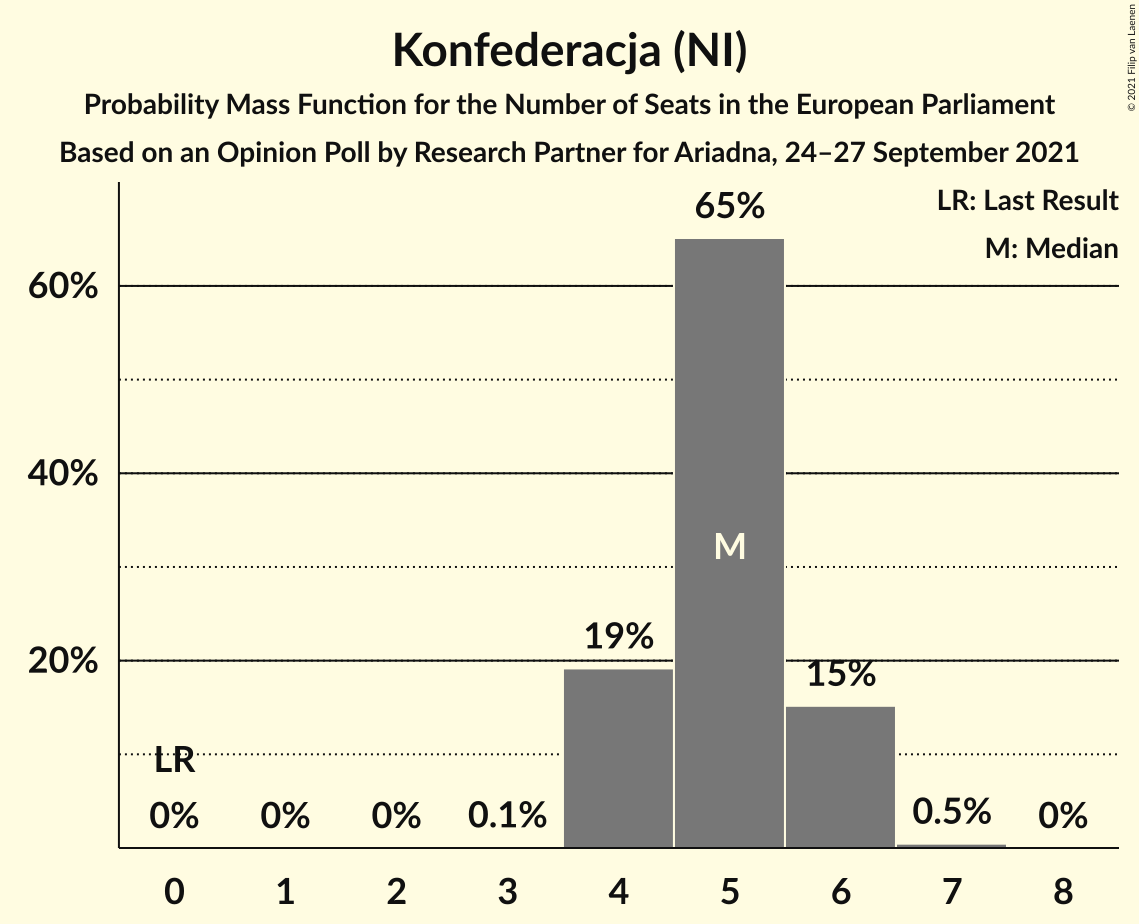 Konfederacja (NI)
Probability Mass Function for the Number of Seats in the European Parliament
Based on an Opinion Poll by Research Partner for Ariadna, 24–27 September 2021
© 2021 Filip van Laenen
LR: Last Result
M: Median
65%
60%
40%
M
19%
20%
15%
LR
0%
0%
0%
0.1%
0.5%
0%
0 1 2 3 4 5 6 7 8